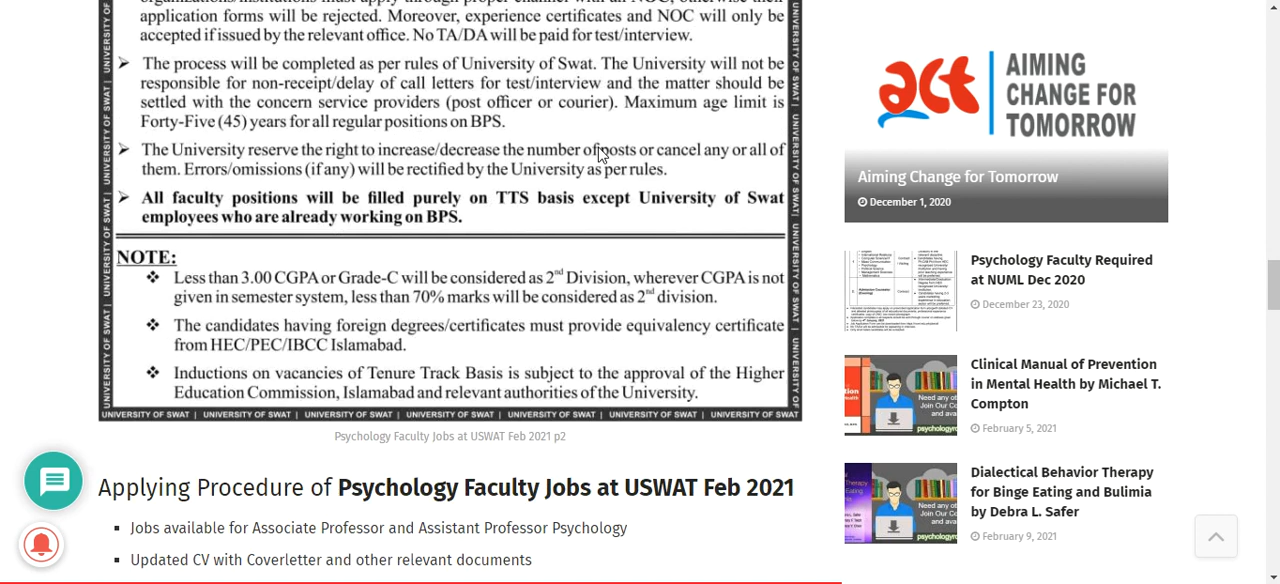 organizations/institutions must apply through proper channel with an NOC, otherwise their
application forms will be rejected. Moreover, experience certificates and NOC will only be
accepted if issued by the relevant office. No TA/DA will be paid for test/interview.
➢ The process will be completed as per rules of University of Swat. The University will not be
responsible for non-receipt/delay of call letters for test/interview and the matter should be
settled with the concern service providers (post officer or courier). Maximum age limit is
Forty-Five (45) years for all regular positions on BPS.
➢ The University reserve the right to increase/decrease the number of posts or cancel any or all of
them. Errors/omissions (if any) will be rectified by the University as per rules.
➢ All faculty positions will be filled purely on TTS basis except University of Swat
employees who are already working on BPS.
NOTE:
❖ Less than 3.00 CGPA or Grade-C will be considered as 2nd Division, wherever CGPA is not
given in semester system, less than 70% marks will be considered as 2nd division.
❖ The candidates having foreign degrees/certificates must provide equivalency certificate
from HEC/PEC/IBCC Islamabad.
❖ Inductions on vacancies of Tenure Track Basis is subject to the approval of the Higher
Education Commission, Islamabad and relevant authorities of the University.
UNIVERSITY OF SWAT | UNIVERSITY OF SWAT | UNIVERSITY OF SWAT | UNIVERSITY OF SWAT | UNIVERSITY OF SWAT | UNIVERSITY OF SWAT | UNIVERSITY OF SWAT
Psychology Faculty Jobs at USWAT Feb 2021 p2
Applying Procedure of Psychology Faculty Jobs at USWAT Feb 2021
Jobs available for Associate Professor and Assistant Professor Psychology
Updated CV with Coverletter and other relevant documents
act
AIMING
CHANGE FOR
TOMORROW
Aiming Change for Tomorrow
December 1, 2020
Psychology Faculty Required
at NUML Dec 2020
December 23, 2020
Clinical Manual of Prevention
in Mental Health by Michael T.
Compton
February 5, 2021
Dialectical Behavior Therapy
for Binge Eating and Bulimia
by Debra L. Safer
February 9, 2021